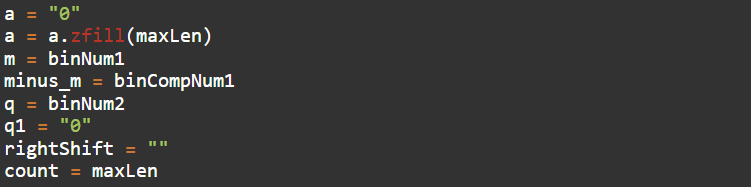 a = "0"
a = a.zfill(maxLen)
m = binNum1
minus_m = binCompNum1
q = binNum2
q1 = "0"
rightShift = ""
count = maxLen